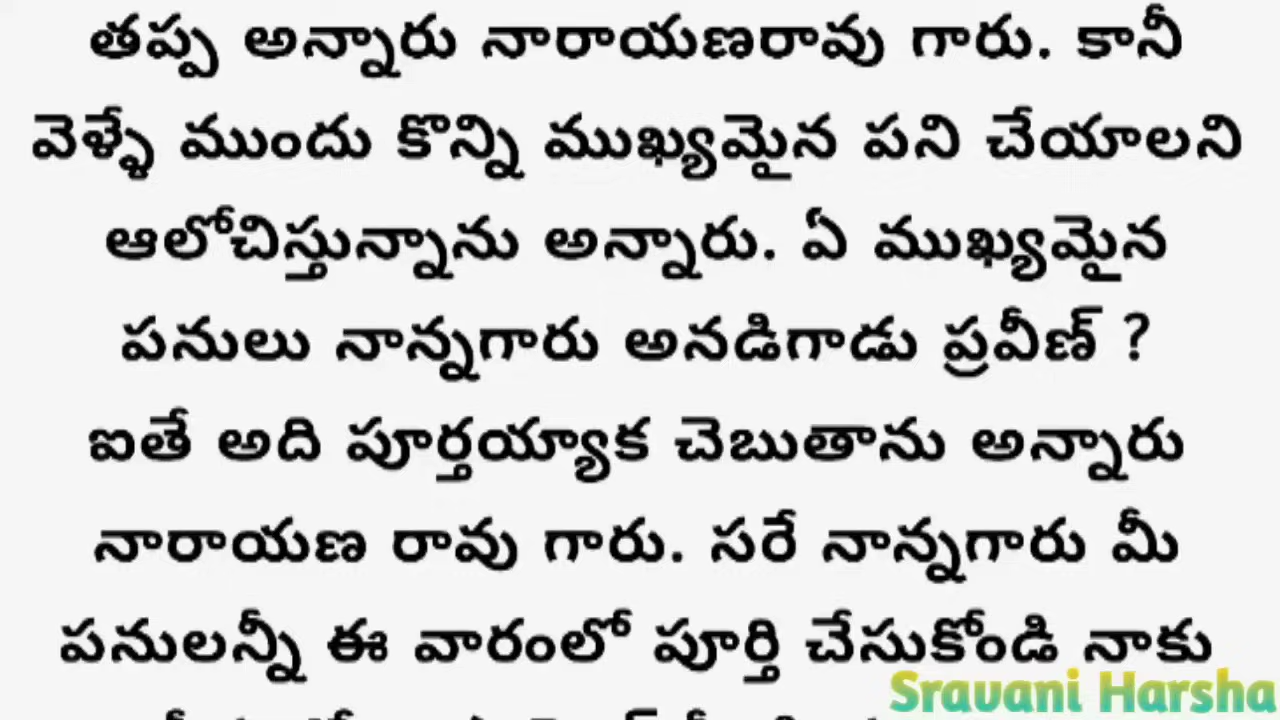 తప్ప అన్నారు నారాయణరావు గారు. కానీ
వెళ్ళే ముందు కొన్ని ముఖ్యమైన పని చేయాలని
ఆలోచిస్తున్నాను అన్నారు. ఏ ముఖ్యమైన
పనులు నాన్నగారు అనడిగాడు ప్రవీణ్ ?
ఐతే అది పూర్తయ్యాక చెబుతాను అన్నారు
నారాయణ రావు గారు. సరే నాన్నగారు మీ
పనులన్నీ ఈ వారంలో పూర్తి చేసుకోండి నాకు
Sravani Harsha